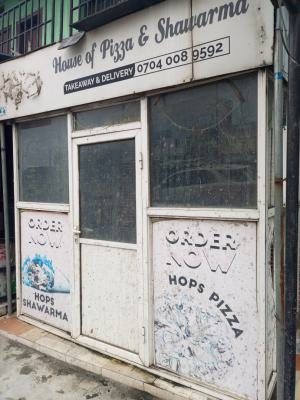 House of Pizza & Shawarma
TAKEAWAY & DELIVERY 0704 008 9592
ORDER
NOW
HOPS
SHAWARMA
ORDER
NOW
HOPS PIZZA